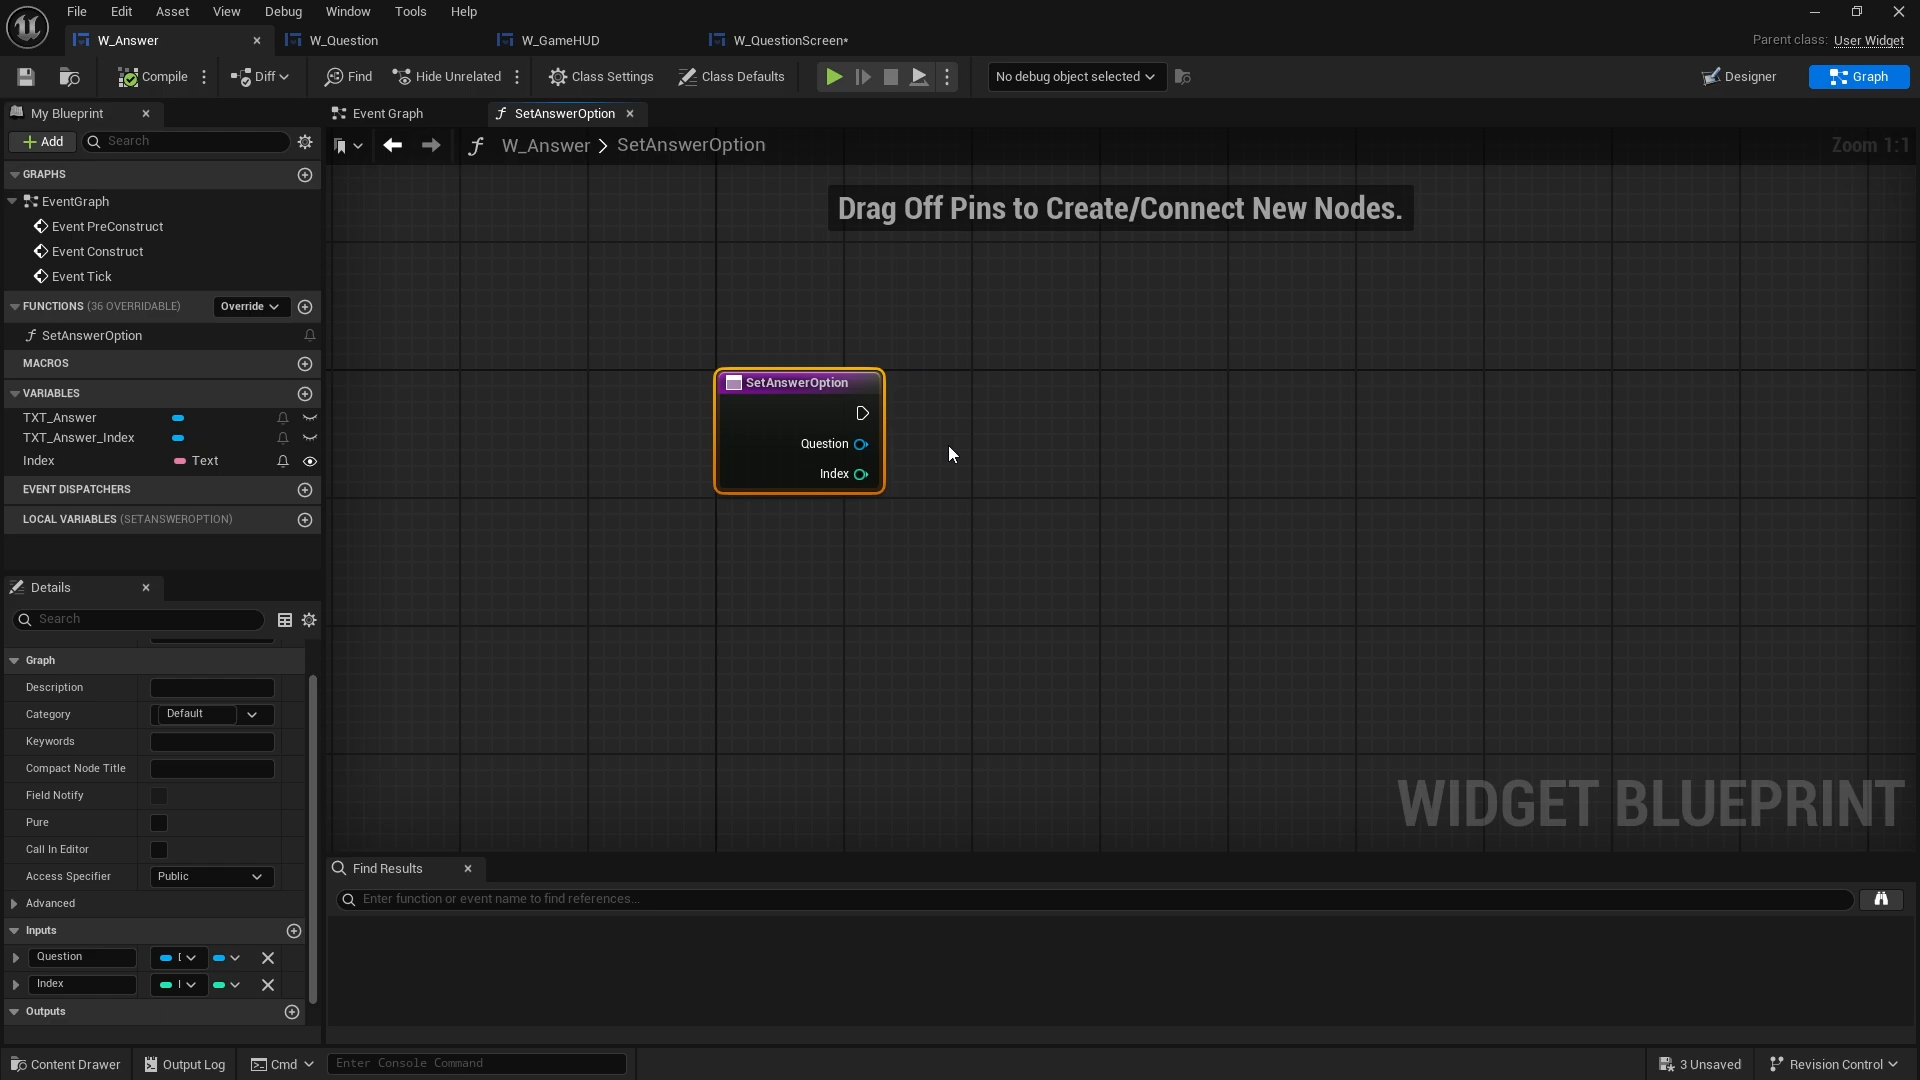 File Edit Asset View Debug Window Tools Help
W_Answer W_Question W_GameHUD W_QuestionScreen*
Parent class: User Widget
Compile Diff Find Hide Unrelated Class Settings Class Defaults No debug object selected Designer Graph
My Blueprint
Event Graph SetAnswerOption
Add Search
W_Answer > SetAnswerOption
Zoom 1:1
GRAPHS
EventGraph
Event PreConstruct
Event Construct
Event Tick
FUNCTIONS (36 OVERRIDABLE) Override
SetAnswerOption
MACROS
VARIABLES
TXT_Answer
TXT_Answer_Index
Index Text
EVENT DISPATCHERS
LOCAL VARIABLES (SETANSWEROPTION)
Drag Off Pins to Create/Connect New Nodes.
SetAnswerOption
Question
Index
WIDGET BLUEPRINT
Details
Search
Graph
Description
Category Default
Keywords
Compact Node Title
Field Notify
Pure
Call In Editor
Access Specifier Public
Advanced
Inputs
Question
Index
Outputs
Find Results
Enter function or event name to find references...
Content Drawer Output Log Cmd Enter Console Command 3 Unsaved Revision Control